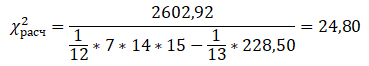 χ²расч = 2602,92 / (1/12 * 7 * 14 * 15 − 1/13 * 228,50) = 24,80